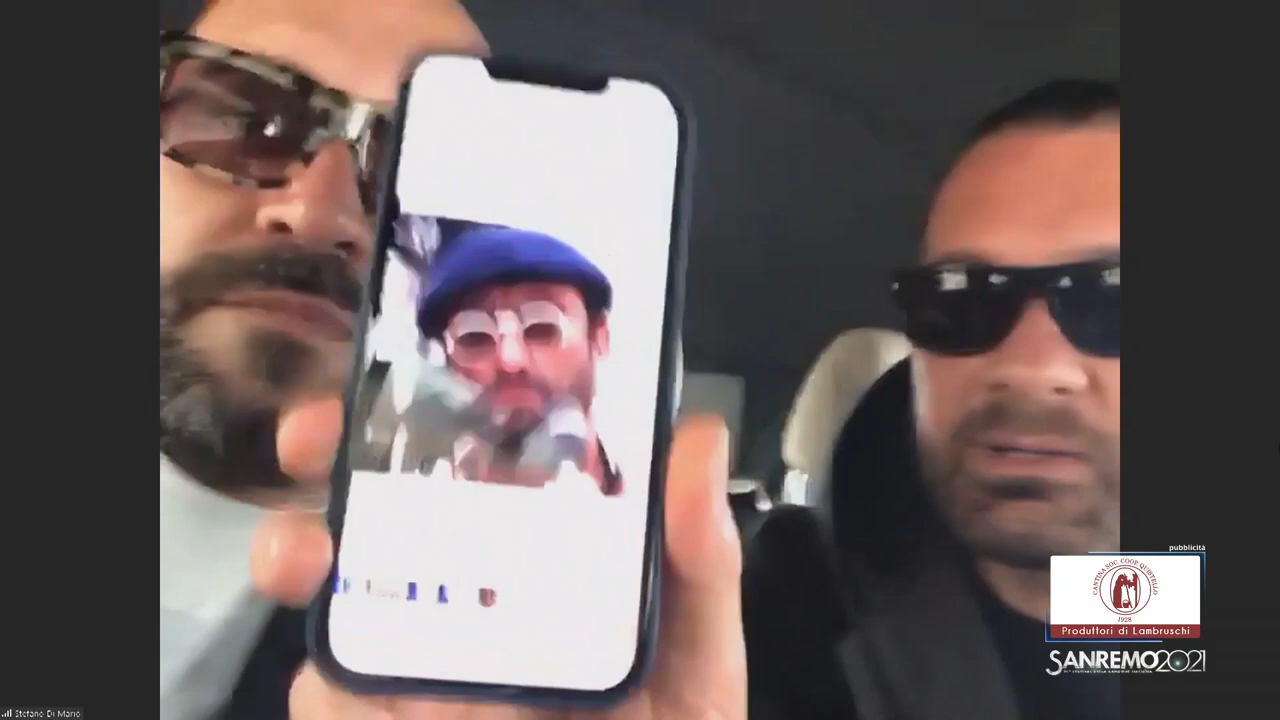 pubblicità
CANTINA SOC. COOP QUISTELLO
1928
Produttori di Lambruschi
SANREMO2021
Stefano Di Mario